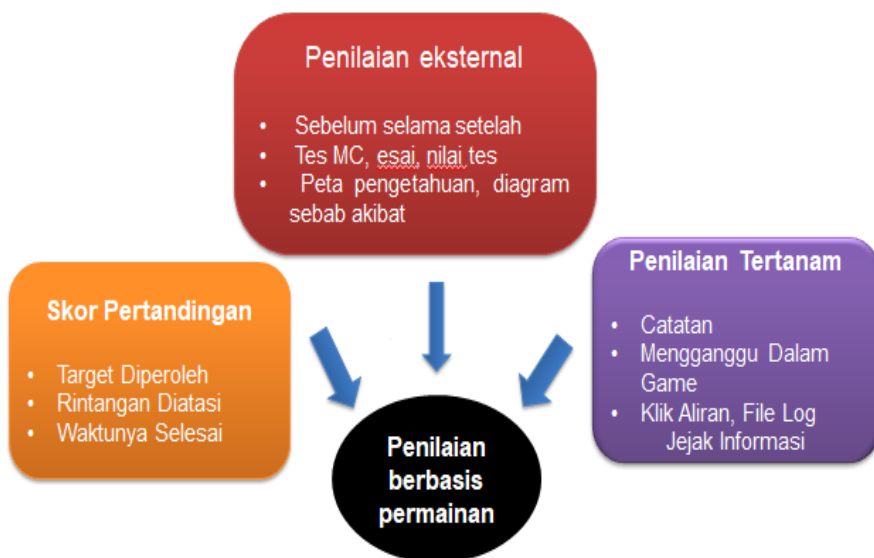 Penilaian eksternal
• Sebelum selama setelah
• Tes MC, esai, nilai tes
• Peta pengetahuan, diagram
sebab akibat
Skor Pertandingan
• Target Diperoleh
• Rintangan Diatasi
• Waktunya Selesai
Penilaian Tertanam
• Catatan
• Mengganggu Dalam
Game
• Klik Aliran, File Log
Jejak Informasi
Penilaian
berbasis
permainan